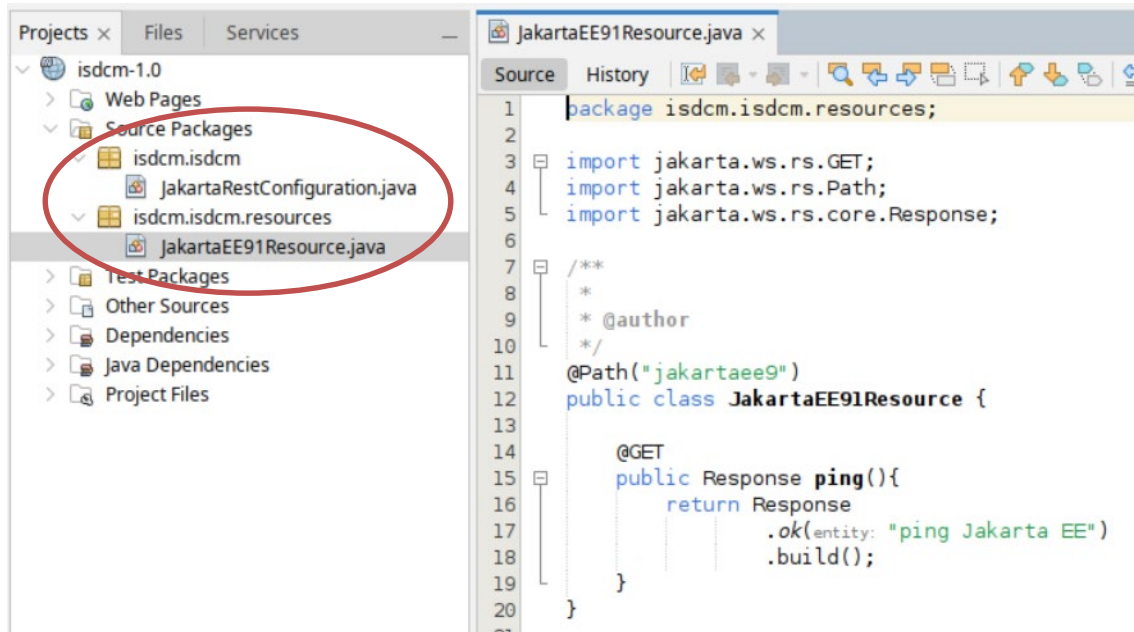 Projects × Files Services
isdcm-1.0
Web Pages
Source Packages
isdcm.isdcm
JakartaRestConfiguration.java
isdcm.isdcm.resources
JakartaEE91Resource.java
Test Packages
Other Sources
Dependencies
Java Dependencies
Project Files
JakartaEE91Resource.java ×
Source History
1 package isdcm.isdcm.resources;
2
3 import jakarta.ws.rs.GET;
4 import jakarta.ws.rs.Path;
5 import jakarta.ws.rs.core.Response;
6
7 /**
8 *
9 * @author
10 */
11 @Path("jakartaee9")
12 public class JakartaEE91Resource {
13
14 @GET
15 public Response ping(){
16 return Response
17 .ok(entity: "ping Jakarta EE")
18 .build();
19 }
20 }